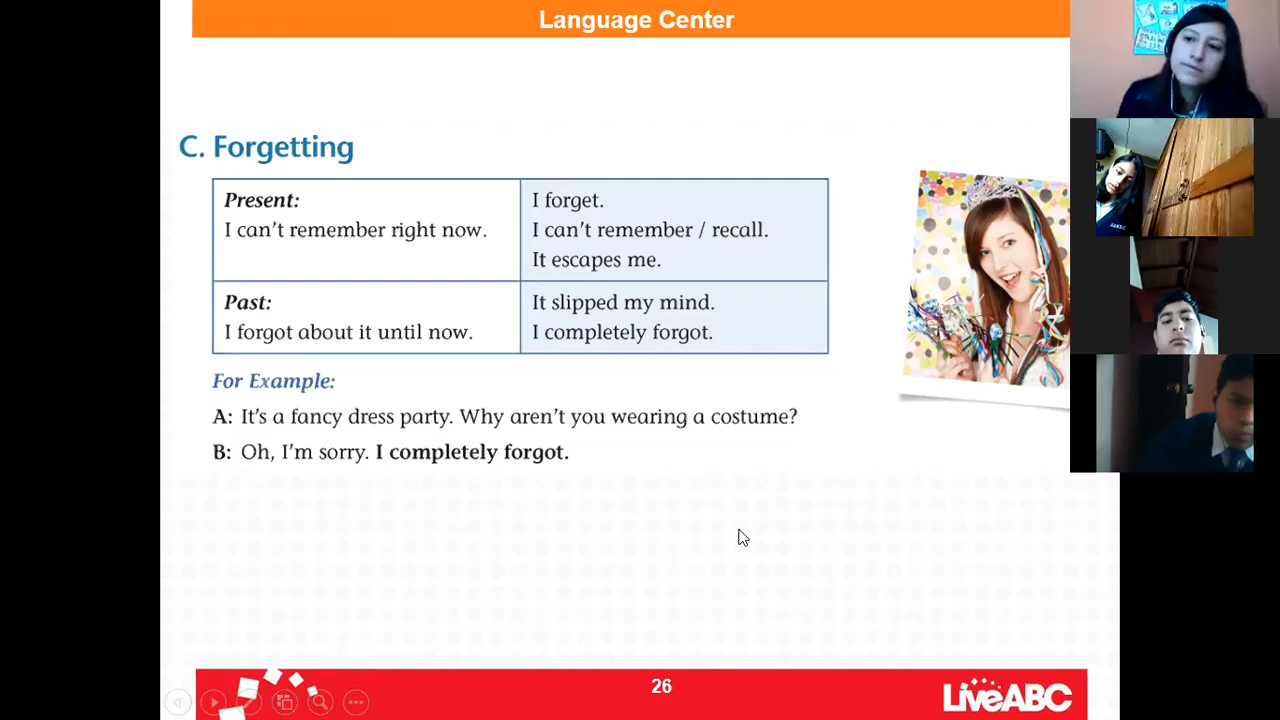 Language Center
C. Forgetting
Present:
I can't remember right now.
I forget.
I can't remember / recall.
It escapes me.
Past:
I forgot about it until now.
It slipped my mind.
I completely forgot.
For Example:
A: It's a fancy dress party. Why aren't you wearing a costume?
B: Oh, I'm sorry. I completely forgot.
26
LiveABC